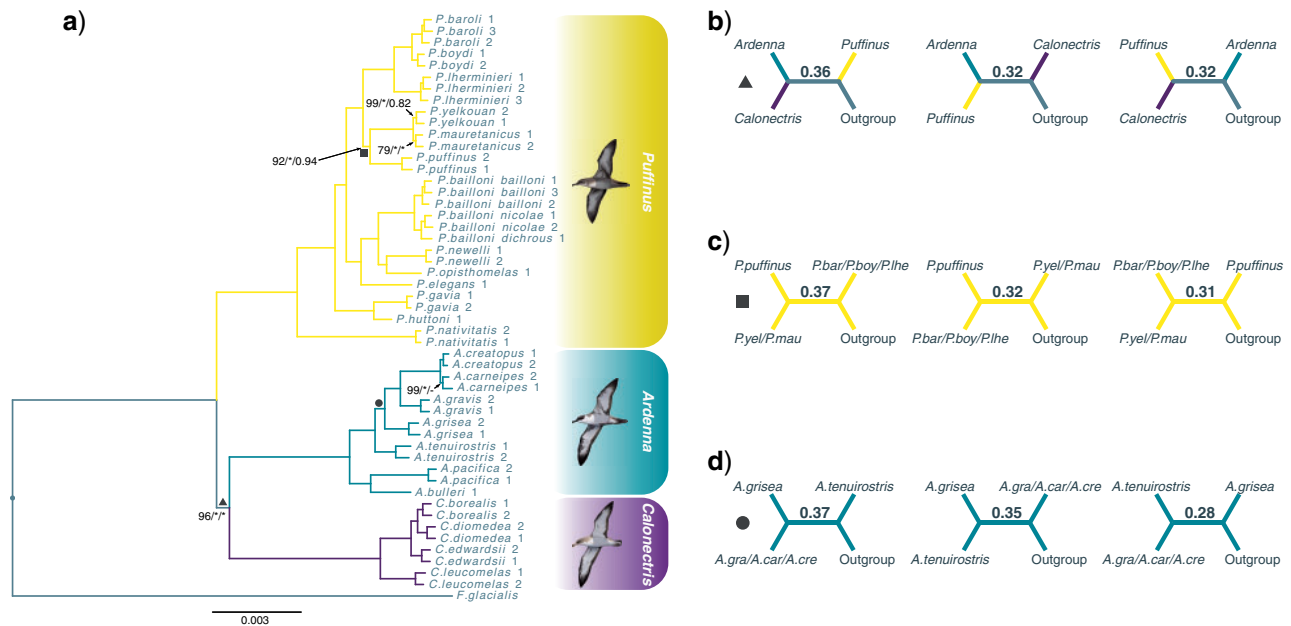 a)
P.baroli 1
P.baroli 3
P.baroli 2
P.boydi 1
P.boydi 2
P.lherminieri 1
P.lherminieri 2
P.lherminieri 3
99/*/0.82
P.yelkouan 2
P.yelkouan 1
P.mauretanicus 1
79/*/*
P.mauretanicus 2
92/*/0.94
P.puffinus 2
P.puffinus 1
P.bailloni bailloni 1
P.bailloni bailloni 3
P.bailloni bailloni 2
P.bailloni nicolae 1
P.bailloni nicolae 2
P.bailloni dichrous 1
P.newelli 1
P.newelli 2
P.opisthomelas 1
P.elegans 1
P.gavia 1
P.gavia 2
P.huttoni 1
P.nativitatis 2
P.nativitatis 1
Puffinus
A.creatopus 1
A.creatopus 2
A.carneipes 2
99/*/-
A.carneipes 1
A.gravis 2
A.gravis 1
A.grisea 2
A.grisea 1
A.tenuirostris 1
A.tenuirostris 2
A.pacifica 2
A.pacifica 1
A.bulleri 1
Ardenna
96/*/*
C.borealis 1
C.borealis 2
C.diomedea 2
C.diomedea 1
C.edwardsii 2
C.edwardsii 1
C.leucomelas 1
C.leucomelas 2
Calonectris
F.glacialis
0.003
b)
Ardenna Puffinus
0.36
Calonectris Outgroup
Ardenna Calonectris
0.32
Puffinus Outgroup
Puffinus Ardenna
0.32
Calonectris Outgroup
c)
P.puffinus P.bar/P.boy/P.lhe
0.37
P.yel/P.mau Outgroup
P.puffinus P.yel/P.mau
0.32
P.bar/P.boy/P.lhe Outgroup
P.bar/P.boy/P.lhe P.puffinus
0.31
P.yel/P.mau Outgroup
d)
A.grisea A.tenuirostris
0.37
A.gra/A.car/A.cre Outgroup
A.grisea A.gra/A.car/A.cre
0.35
A.tenuirostris Outgroup
A.tenuirostris A.grisea
0.28
A.gra/A.car/A.cre Outgroup